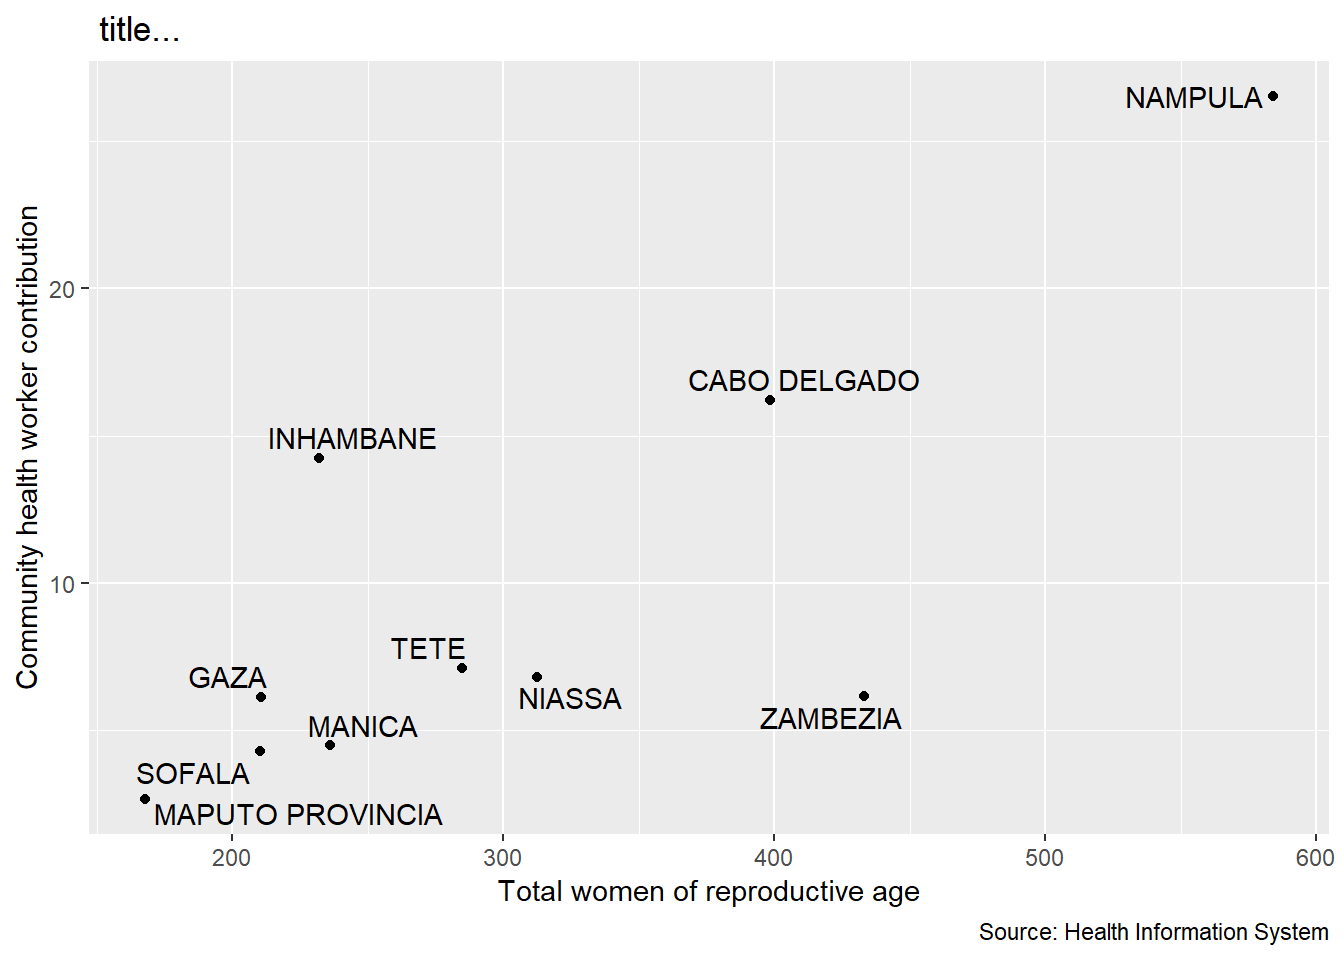 title...
NAMPULA
20
CABO DELGADO
INHAMBANE
10
TETE
GAZA
NIASSA
ZAMBEZIA
MANICA
SOFALA
MAPUTO PROVINCIA
Community health worker contribution
200 300 400 500 600
Total women of reproductive age
Source: Health Information System